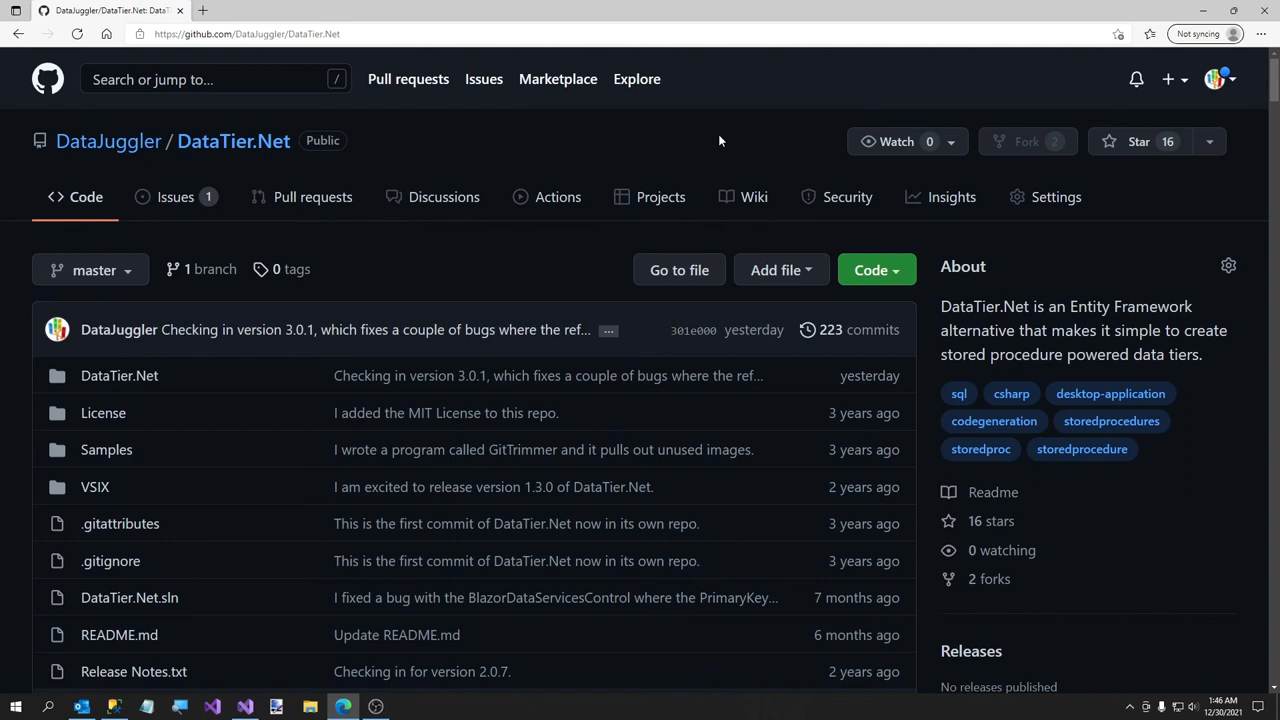 DataJuggler/DataTier.Net: DataT
https://github.com/DataJuggler/DataTier.Net
Not syncing
Search or jump to...
/
Pull requests
Issues
Marketplace
Explore
DataJuggler / DataTier.Net
Public
Watch 0
Fork 2
Star 16
Code
Issues 1
Pull requests
Discussions
Actions
Projects
Wiki
Security
Insights
Settings
master
1 branch
0 tags
Go to file
Add file
Code
DataJuggler Checking in version 3.0.1, which fixes a couple of bugs where the ref... ... 301e000 yesterday 223 commits
DataTier.Net Checking in version 3.0.1, which fixes a couple of bugs where the ref... yesterday
License I added the MIT License to this repo. 3 years ago
Samples I wrote a program called GitTrimmer and it pulls out unused images. 3 years ago
VSIX I am excited to release version 1.3.0 of DataTier.Net. 2 years ago
.gitattributes This is the first commit of DataTier.Net now in its own repo. 3 years ago
.gitignore This is the first commit of DataTier.Net now in its own repo. 3 years ago
DataTier.Net.sln I fixed a bug with the BlazorDataServicesControl where the PrimaryKey... 7 months ago
README.md Update README.md 6 months ago
Release Notes.txt Checking in for version 2.0.7. 2 years ago
About
DataTier.Net is an Entity Framework
alternative that makes it simple to create
stored procedure powered data tiers.
sql csharp desktop-application
codegeneration storedprocedures
storedproc storedprocedure
Readme
16 stars
0 watching
2 forks
Releases
No releases published
1:46 AM
12/30/2021